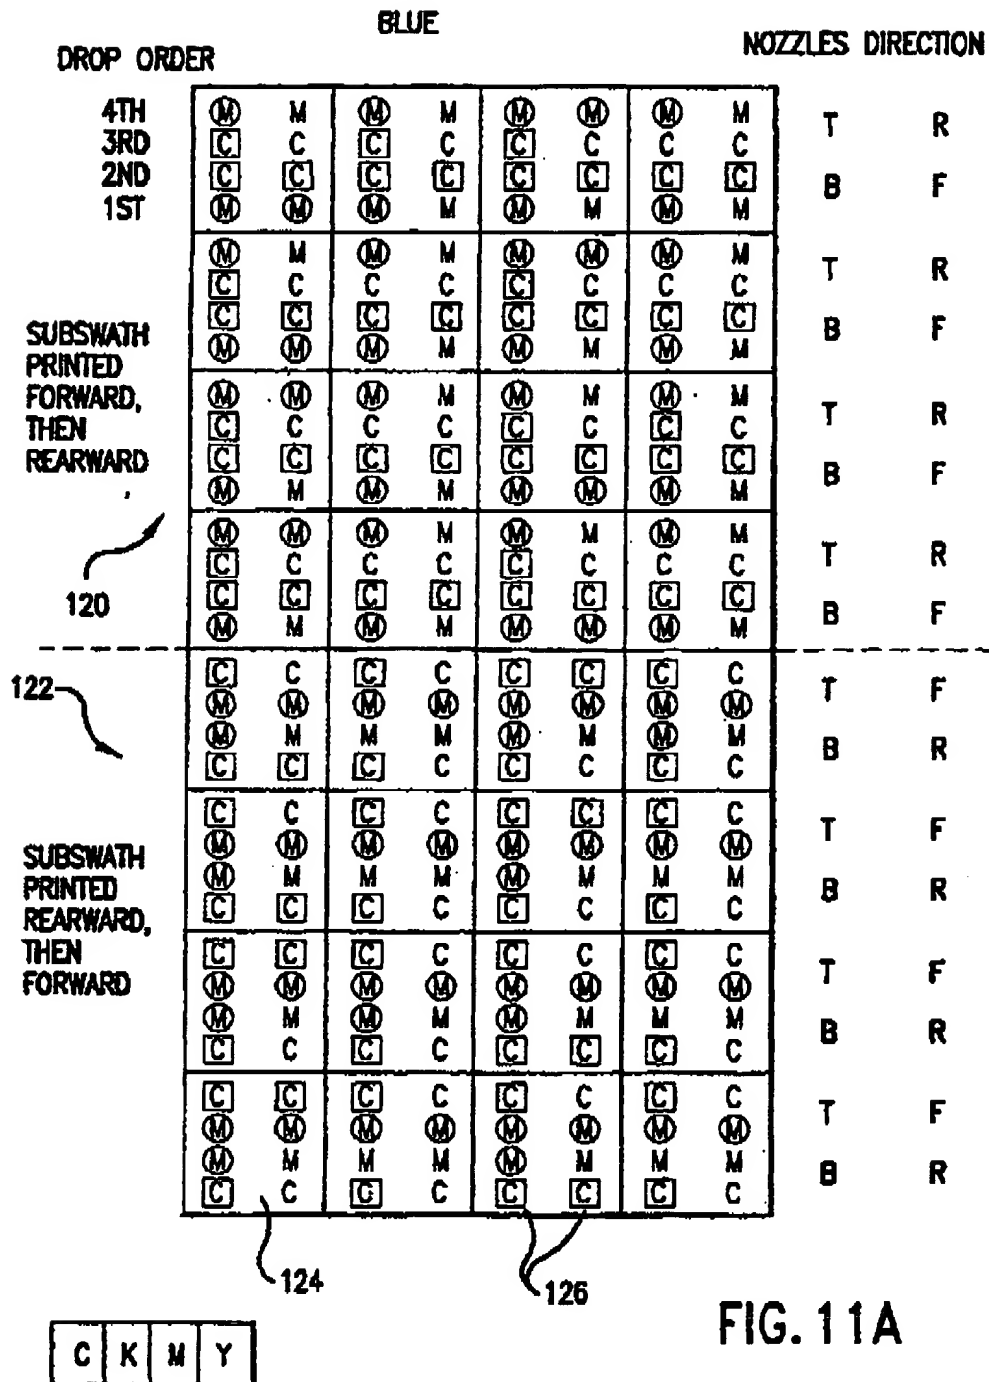 BLUE
DROP ORDER
NOZZLES DIRECTION
4TH M M M M M M M M T R
3RD C C C C C C C C
2ND C C C C C C C C B F
1ST M M M M M M M M
M M M M M M M M T R
C C C C C C C C
C C C C C C C C B F
M M M M M M M M
SUBSWATH
PRINTED
FORWARD,
THEN
REARWARD
M M M M M M M M T R
C C C C C C C C
C C C C C C C C B F
M M M M M M M M
M M M M M M M M T R
C C C C C C C C
C C C C C C C C B F
M M M M M M M M
120
122
C C C C C C C C T F
M M M M M M M M
M M M M M M M M B R
C C C C C C C C
C C C C C C C C T F
M M M M M M M M
M M M M M M M M B R
C C C C C C C C
SUBSWATH
PRINTED
REARWARD,
THEN
FORWARD
C C C C C C C C T F
M M M M M M M M
M M M M M M M M B R
C C C C C C C C
C C C C C C C C T F
M M M M M M M M
M M M M M M M M B R
C C C C C C C C
124
126
FIG. 11A
C K M Y